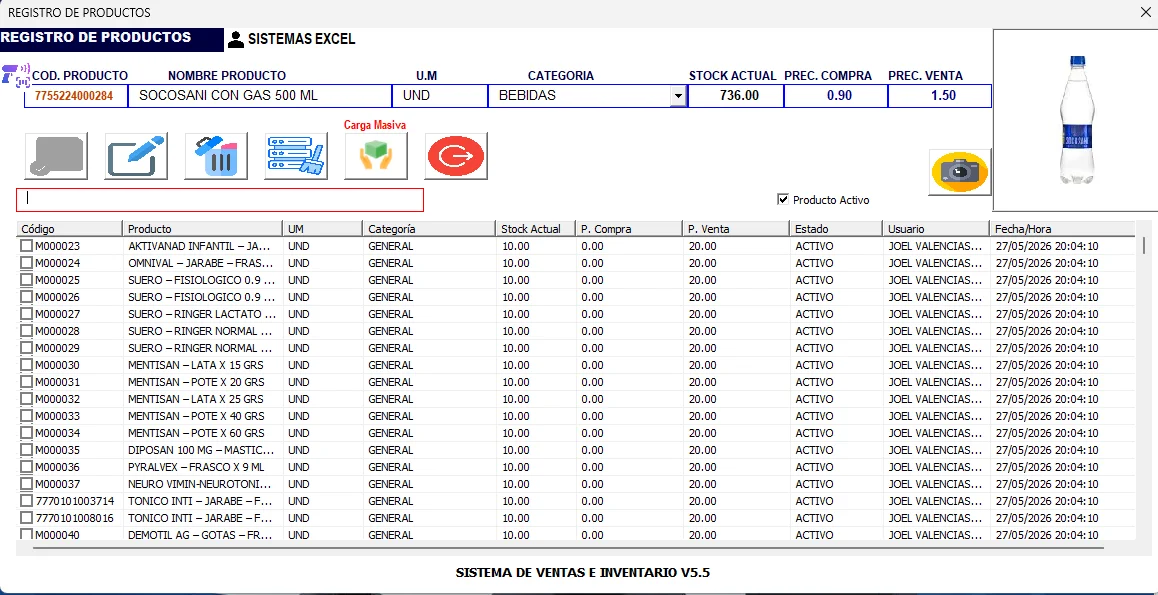 REGISTRO DE PRODUCTOS
REGISTRO DE PRODUCTOS SISTEMAS EXCEL
COD. PRODUCTO NOMBRE PRODUCTO U.M CATEGORIA STOCK ACTUAL PREC. COMPRA PREC. VENTA
7755224000284 SOCOSANI CON GAS 500 ML UND BEBIDAS 736.00 0.90 1.50
Carga Masiva
Producto Activo
Código Producto UM Categoría Stock Actual P. Compra P. Venta Estado Usuario Fecha/Hora
M000023 AKTIVANAD INFANTIL – JA... UND GENERAL 10.00 0.00 20.00 ACTIVO JOEL VALENCIAS... 27/05/2026 20:04:10
M000024 OMNIVAL – JARABE – FRAS... UND GENERAL 10.00 0.00 20.00 ACTIVO JOEL VALENCIAS... 27/05/2026 20:04:10
M000025 SUERO – FISIOLOGICO 0.9 ... UND GENERAL 10.00 0.00 20.00 ACTIVO JOEL VALENCIAS... 27/05/2026 20:04:10
M000026 SUERO – FISIOLOGICO 0.9 ... UND GENERAL 10.00 0.00 20.00 ACTIVO JOEL VALENCIAS... 27/05/2026 20:04:10
M000027 SUERO – RINGER LACTATO ... UND GENERAL 10.00 0.00 20.00 ACTIVO JOEL VALENCIAS... 27/05/2026 20:04:10
M000028 SUERO – RINGER NORMAL ... UND GENERAL 10.00 0.00 20.00 ACTIVO JOEL VALENCIAS... 27/05/2026 20:04:10
M000029 SUERO – RINGER NORMAL ... UND GENERAL 10.00 0.00 20.00 ACTIVO JOEL VALENCIAS... 27/05/2026 20:04:10
M000030 MENTISAN – LATA X 15 GRS UND GENERAL 10.00 0.00 20.00 ACTIVO JOEL VALENCIAS... 27/05/2026 20:04:10
M000031 MENTISAN – POTE X 20 GRS UND GENERAL 10.00 0.00 20.00 ACTIVO JOEL VALENCIAS... 27/05/2026 20:04:10
M000032 MENTISAN – LATA X 25 GRS UND GENERAL 10.00 0.00 20.00 ACTIVO JOEL VALENCIAS... 27/05/2026 20:04:10
M000033 MENTISAN – POTE X 40 GRS UND GENERAL 10.00 0.00 20.00 ACTIVO JOEL VALENCIAS... 27/05/2026 20:04:10
M000034 MENTISAN – POTE X 60 GRS UND GENERAL 10.00 0.00 20.00 ACTIVO JOEL VALENCIAS... 27/05/2026 20:04:10
M000035 DIPOSAN 100 MG – MASTIC... UND GENERAL 10.00 0.00 20.00 ACTIVO JOEL VALENCIAS... 27/05/2026 20:04:10
M000036 PYRALVEX – FRASCO X 9 ML UND GENERAL 10.00 0.00 20.00 ACTIVO JOEL VALENCIAS... 27/05/2026 20:04:10
M000037 NEURO VIMIN-NEUROTONI... UND GENERAL 10.00 0.00 20.00 ACTIVO JOEL VALENCIAS... 27/05/2026 20:04:10
7770101003714 TONICO INTI – JARABE – F... UND GENERAL 10.00 0.00 20.00 ACTIVO JOEL VALENCIAS... 27/05/2026 20:04:10
7770101008016 TONICO INTI – JARABE – F... UND GENERAL 10.00 0.00 20.00 ACTIVO JOEL VALENCIAS... 27/05/2026 20:04:10
M000040 DEMOTIL AG – GOTAS – FR... UND GENERAL 10.00 0.00 20.00 ACTIVO JOEL VALENCIAS... 27/05/2026 20:04:10
SISTEMA DE VENTAS E INVENTARIO V5.5